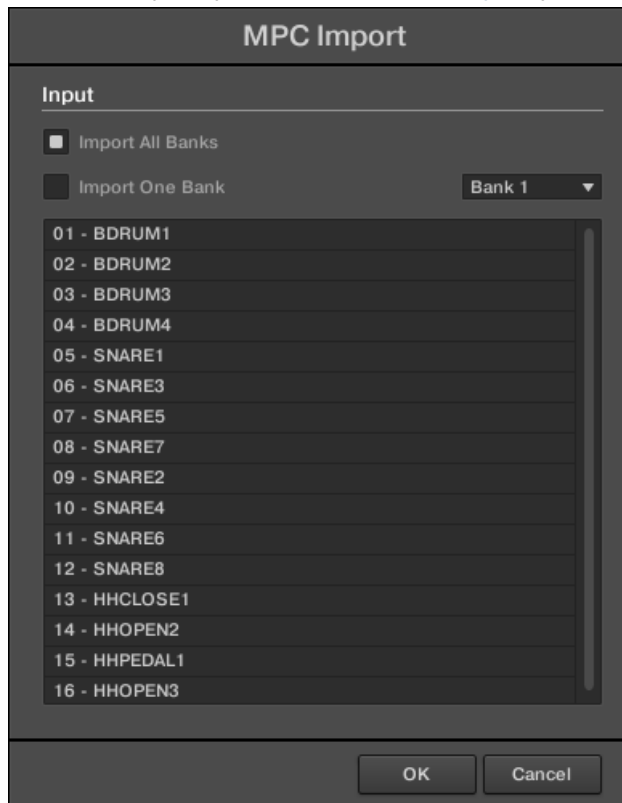 MPC Import
Input
Import All Banks
Import One Bank Bank 1
01 - BDRUM1
02 - BDRUM2
03 - BDRUM3
04 - BDRUM4
05 - SNARE1
06 - SNARE3
07 - SNARE5
08 - SNARE7
09 - SNARE2
10 - SNARE4
11 - SNARE6
12 - SNARE8
13 - HHCLOSE1
14 - HHOPEN2
15 - HHPEDAL1
16 - HHOPEN3
OK Cancel